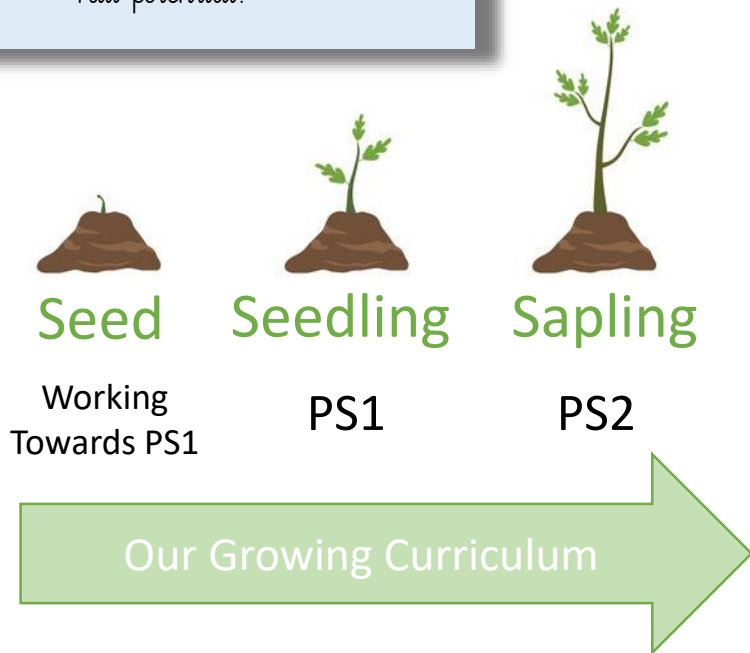 full potential.
Seed Seedling Sapling
Working
Towards PS1
PS1
PS2
Our Growing Curriculum